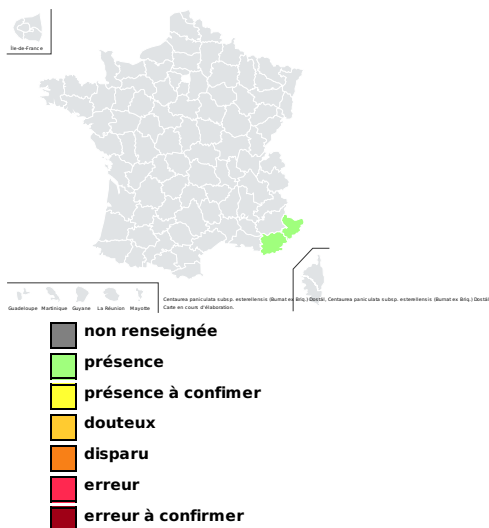 Île-de-France
Guadeloupe Martinique Guyane La Réunion Mayotte
Centaurea paniculata subsp. esterellensis (Burnat ex Briq.) Dostál, Centaurea paniculata subsp. esterellensis (Burnat ex Briq.) Dostál
Carte en cours d'élaboration.
non renseignée
présence
présence à confimer
douteux
disparu
erreur
erreur à confirmer